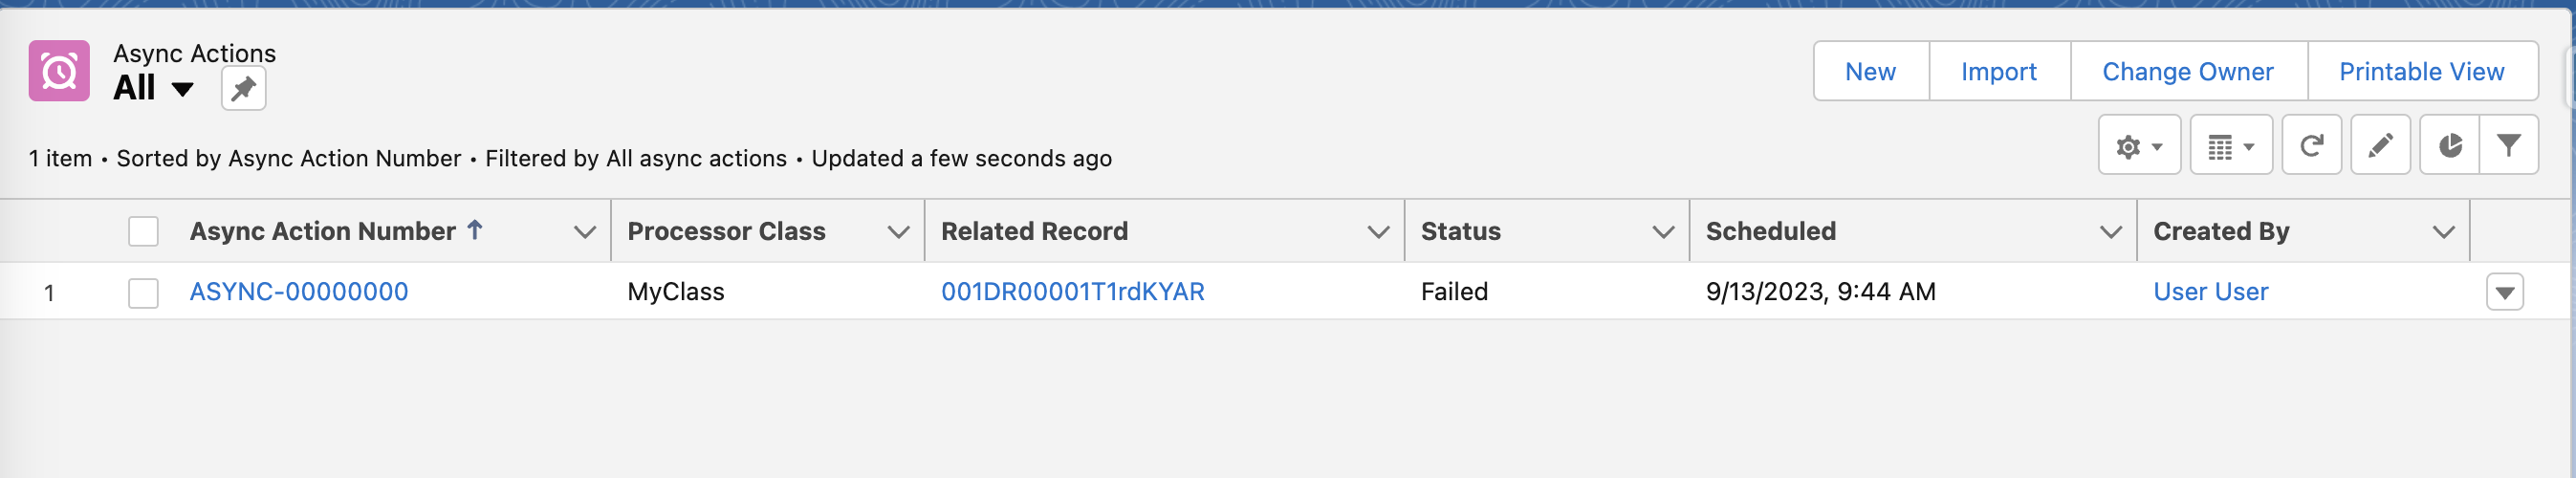 Async Actions
All
New Import Change Owner Printable View
1 item • Sorted by Async Action Number • Filtered by All async actions • Updated a few seconds ago
Async Action Number Processor Class Related Record Status Scheduled Created By
1 ASYNC-00000000 MyClass 001DR00001T1rdKYAR Failed 9/13/2023, 9:44 AM User User